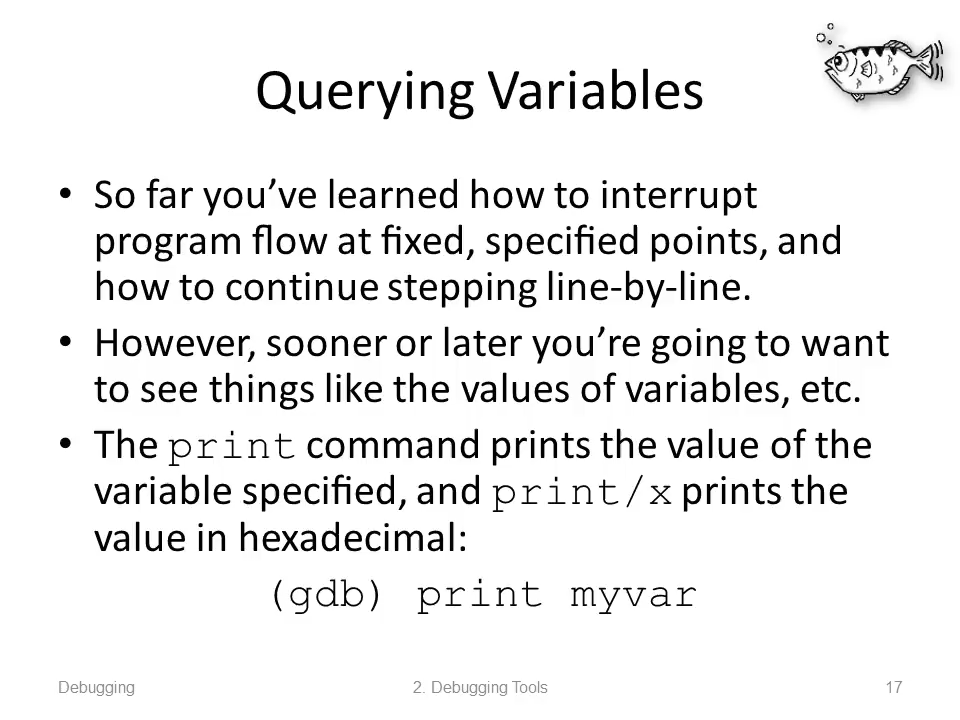 Querying Variables
• So far you’ve learned how to interrupt
program flow at fixed, specified points, and
how to continue stepping line-by-line.
• However, sooner or later you’re going to want
to see things like the values of variables, etc.
• The print command prints the value of the
variable specified, and print/x prints the
value in hexadecimal:
(gdb) print myvar
Debugging
2. Debugging Tools
17